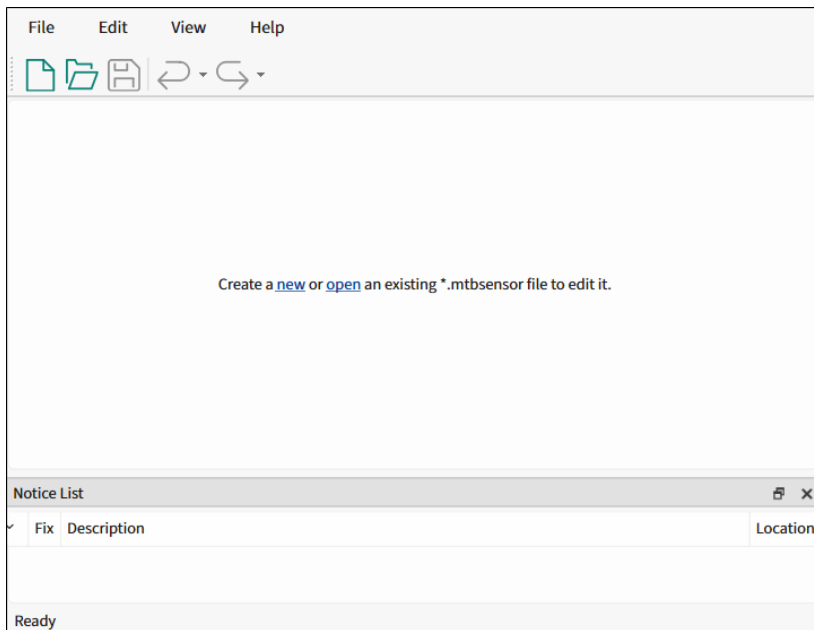 File Edit View Help
Create a new or open an existing *.mtbsensor file to edit it.
Notice List
Fix Description Location
Ready